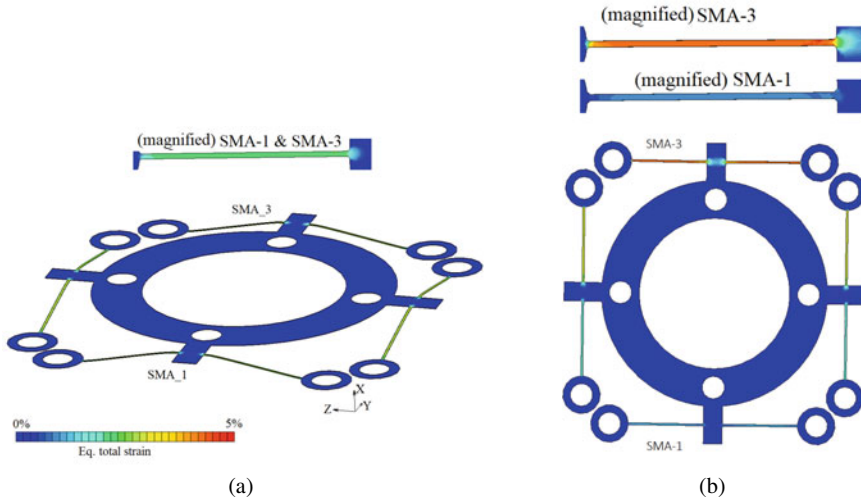 (magnified) SMA-1 & SMA-3
SMA_3
SMA_1
X
Z
Y
0%
5%
Eq. total strain
(a)
(magnified) SMA-3
(magnified) SMA-1
SMA-3
SMA-1
(b)